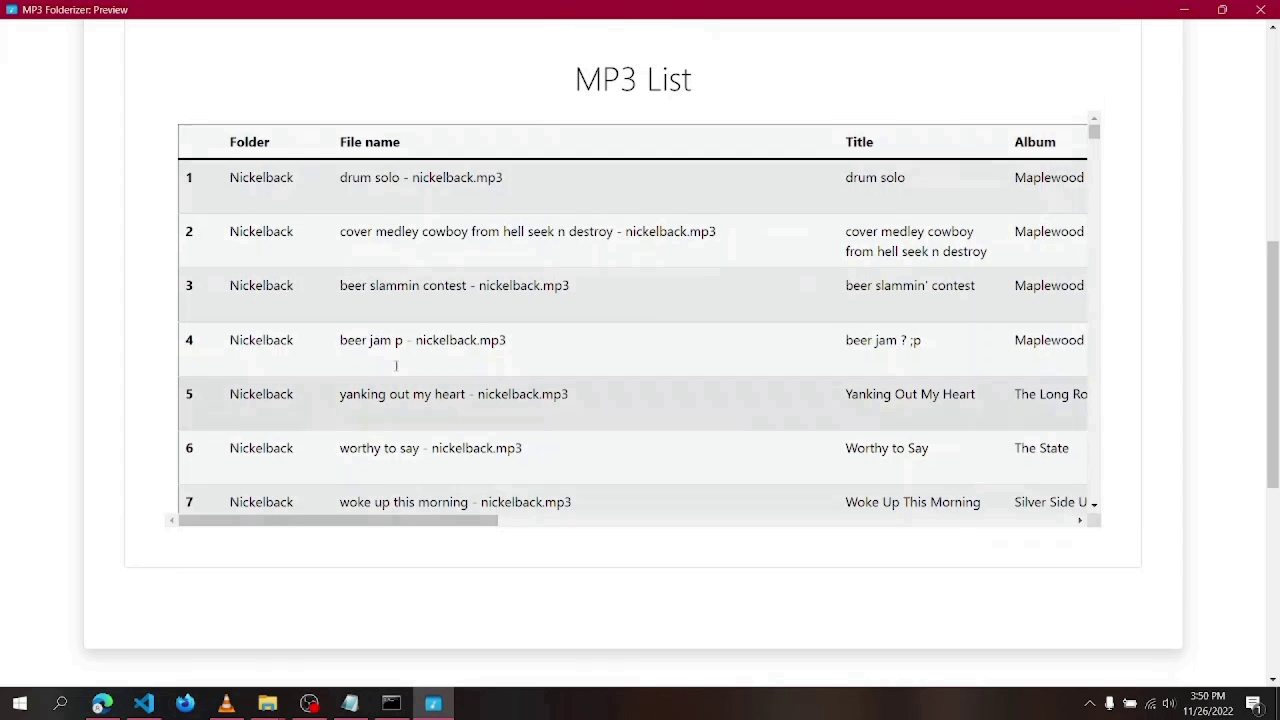 MP3 Folderizer: Preview
MP3 List
Folder File name Title Album
1 Nickelback drum solo - nickelback.mp3 drum solo Maplewood
2 Nickelback cover medley cowboy from hell seek n destroy - nickelback.mp3 cover medley cowboy Maplewood
from hell seek n destroy
3 Nickelback beer slammin contest - nickelback.mp3 beer slammin' contest Maplewood
4 Nickelback beer jam p - nickelback.mp3 beer jam ? ;p Maplewood
5 Nickelback yanking out my heart - nickelback.mp3 Yanking Out My Heart The Long Ro
6 Nickelback worthy to say - nickelback.mp3 Worthy to Say The State
7 Nickelback woke up this morning - nickelback.mp3 Woke Up This Morning Silver Side U
3:50 PM
11/26/2022